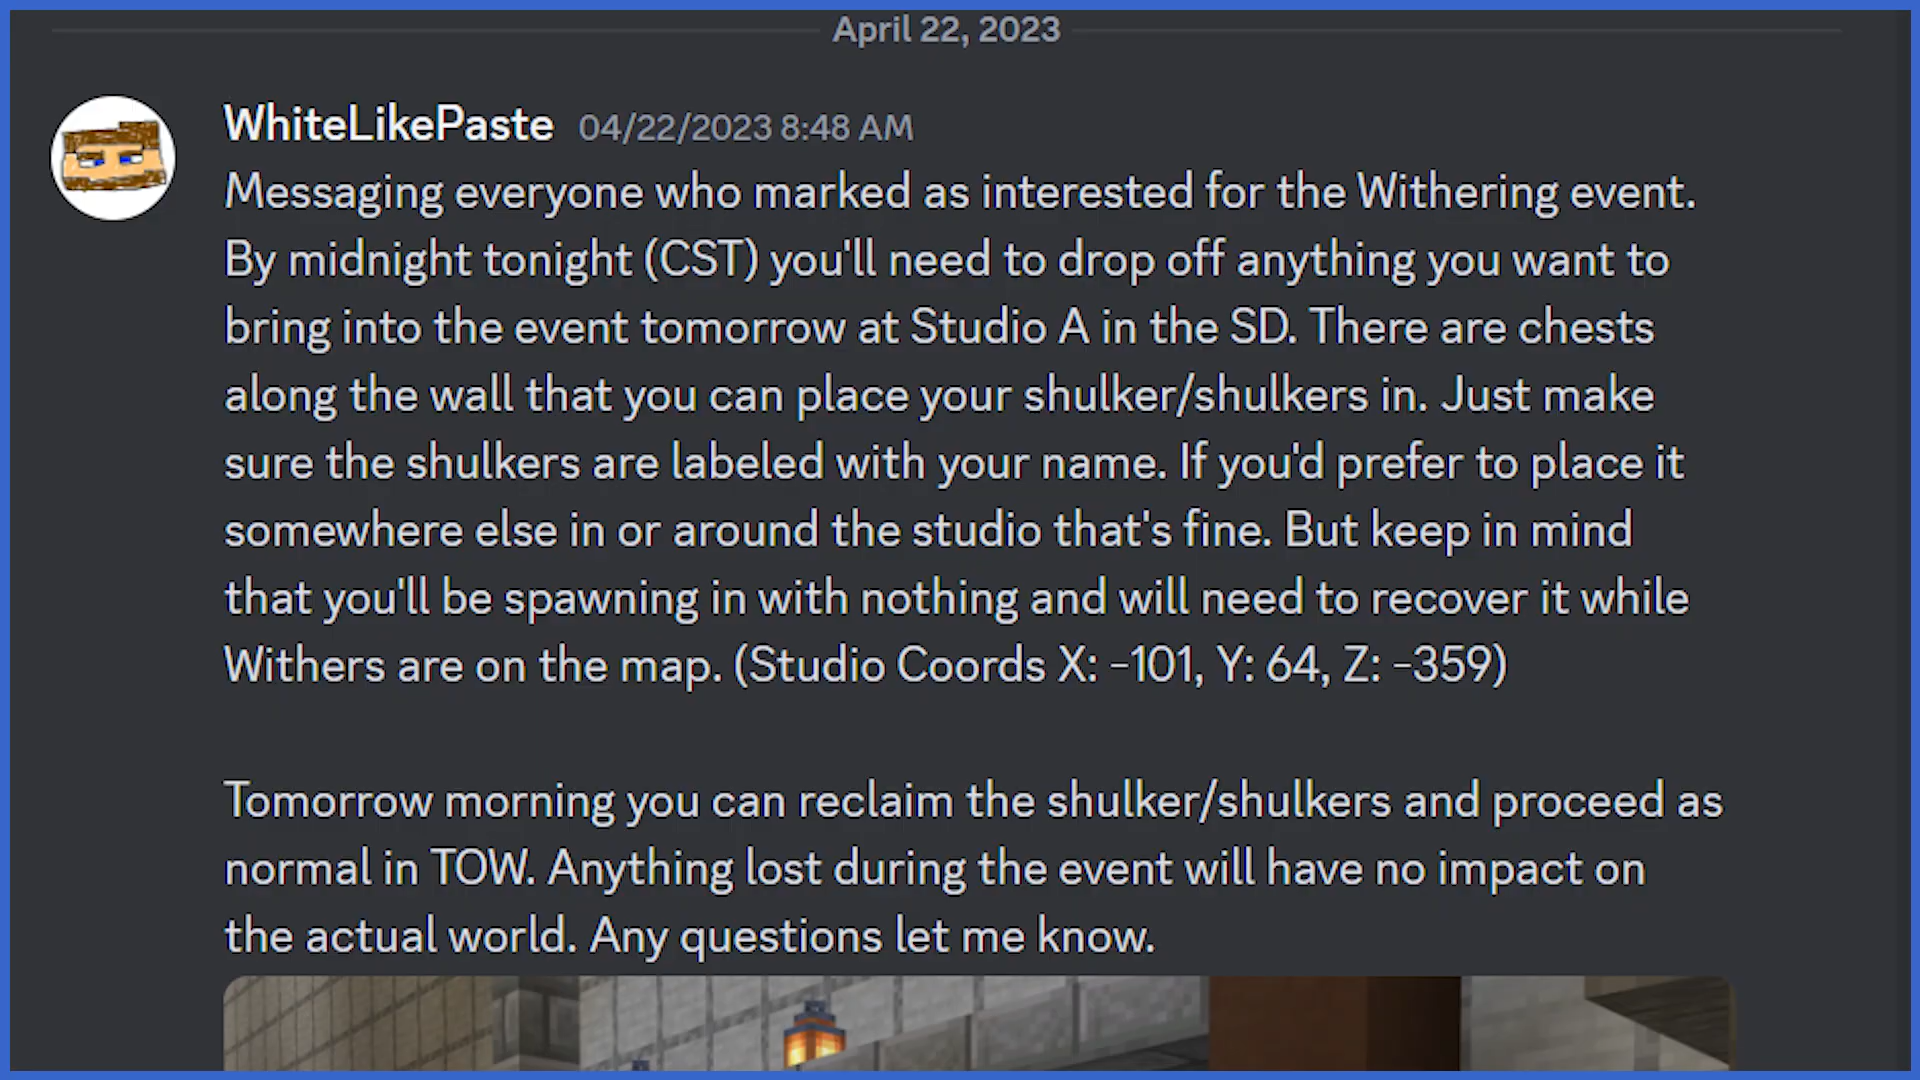 April 22, 2023
WhiteLikePaste 04/22/2023 8:48 AM
Messaging everyone who marked as interested for the Withering event.
By midnight tonight (CST) you'll need to drop off anything you want to
bring into the event tomorrow at Studio A in the SD. There are chests
along the wall that you can place your shulker/shulkers in. Just make
sure the shulkers are labeled with your name. If you'd prefer to place it
somewhere else in or around the studio that's fine. But keep in mind
that you'll be spawning in with nothing and will need to recover it while
Withers are on the map. (Studio Coords X: -101, Y: 64, Z: -359)
Tomorrow morning you can reclaim the shulker/shulkers and proceed as
normal in TOW. Anything lost during the event will have no impact on
the actual world. Any questions let me know.